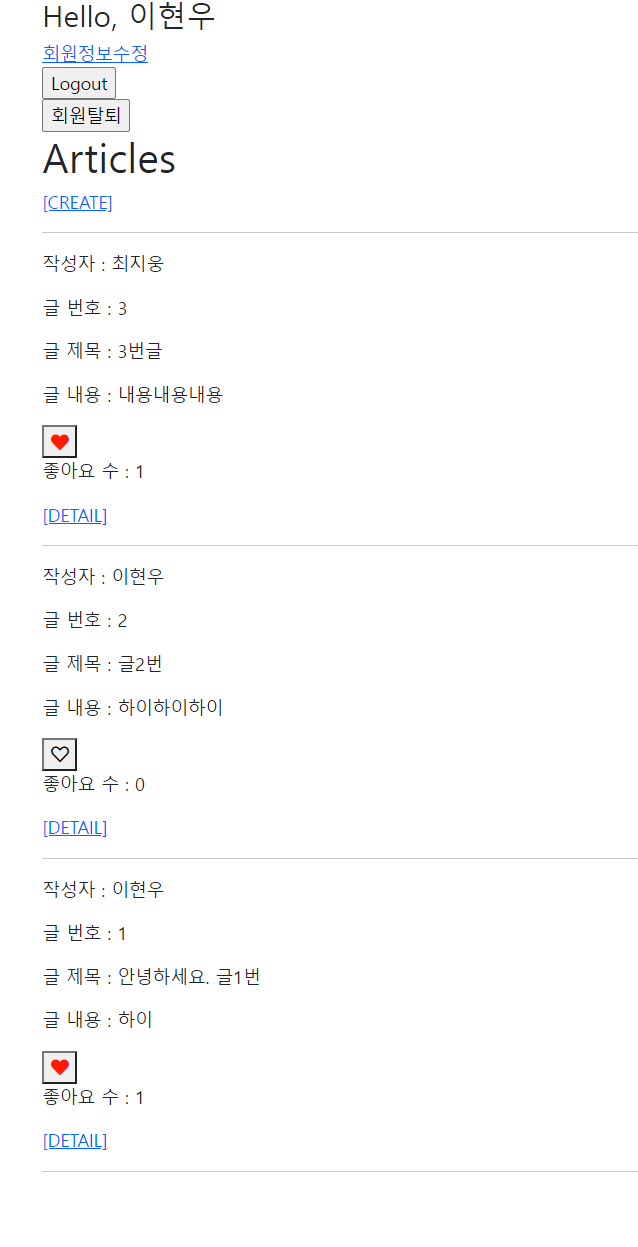 Hello, 이현우
회원정보수정
Logout
회원탈퇴
Articles
[CREATE]
작성자 : 최지웅
글 번호 : 3
글 제목 : 3번글
글 내용 : 내용내용내용
좋아요 수 : 1
[DETAIL]
작성자 : 이현우
글 번호 : 2
글 제목 : 글2번
글 내용 : 하이하이하이
좋아요 수 : 0
[DETAIL]
작성자 : 이현우
글 번호 : 1
글 제목 : 안녕하세요. 글1번
글 내용 : 하이
좋아요 수 : 1
[DETAIL]